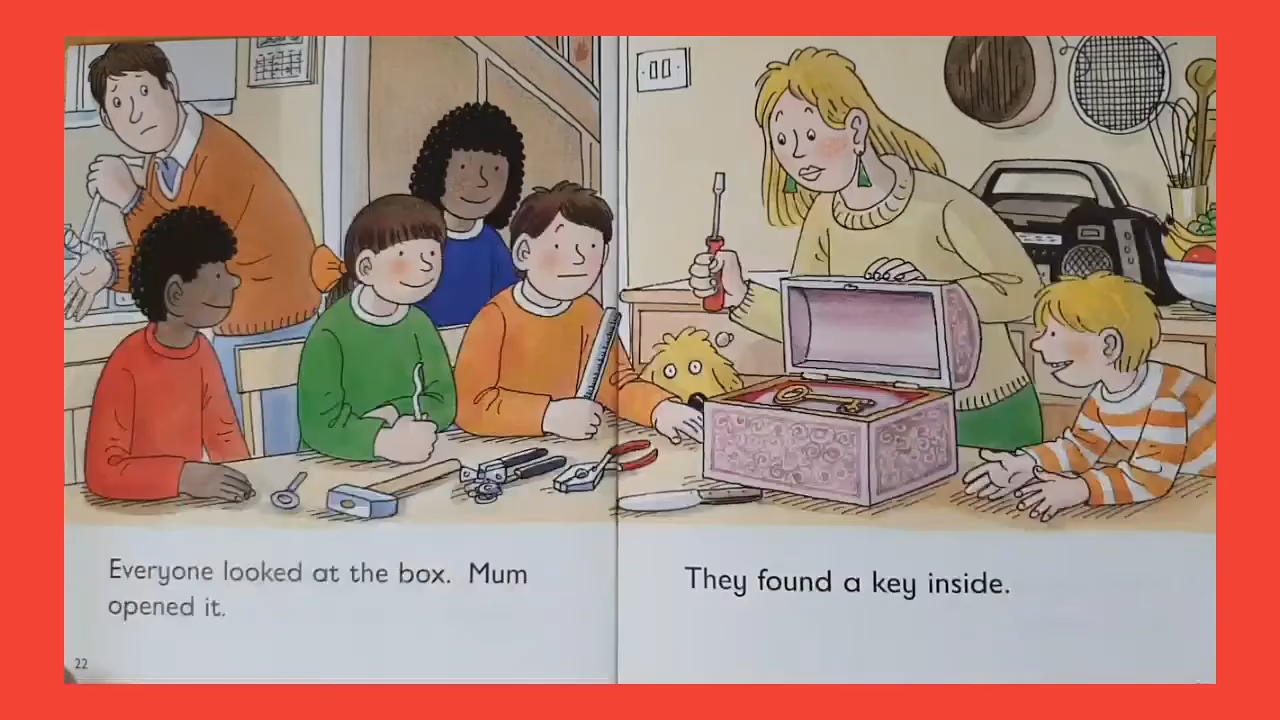 Everyone looked at the box. Mum
opened it.
22
They found a key inside.